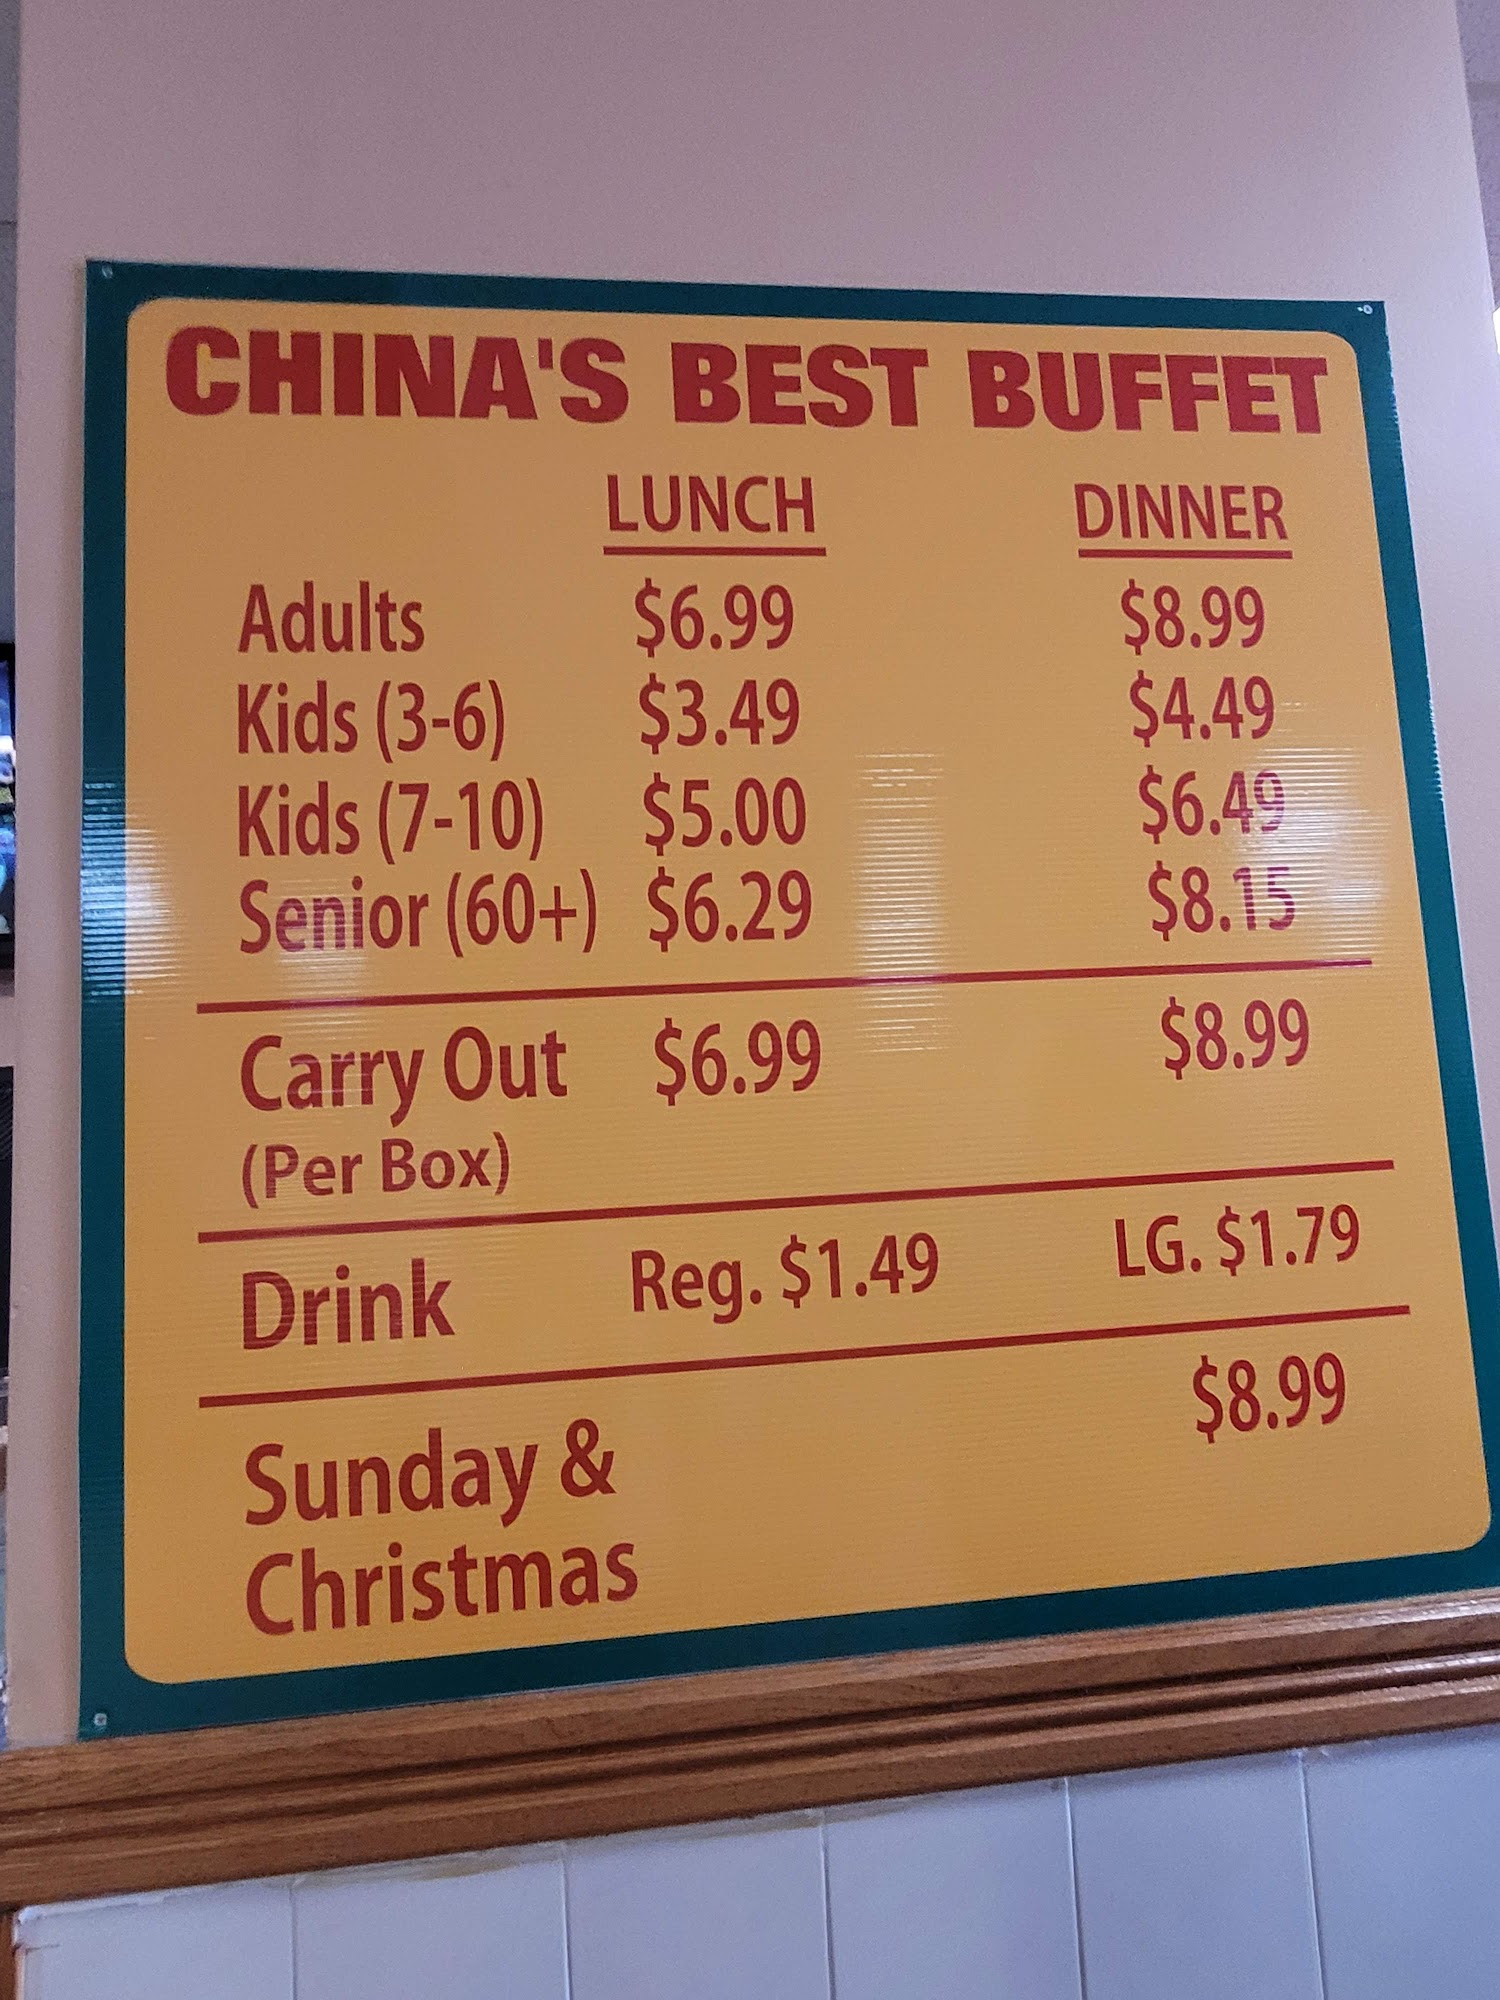 CHINA'S BEST BUFFET
LUNCH DINNER
Adults $6.99 $8.99
Kids (3-6) $3.49 $4.49
Kids (7-10) $5.00 $6.49
Senior (60+) $6.29 $8.15
Carry Out $6.99 $8.99
(Per Box)
Drink Reg. $1.49 LG. $1.79
$8.99
Sunday &
Christmas